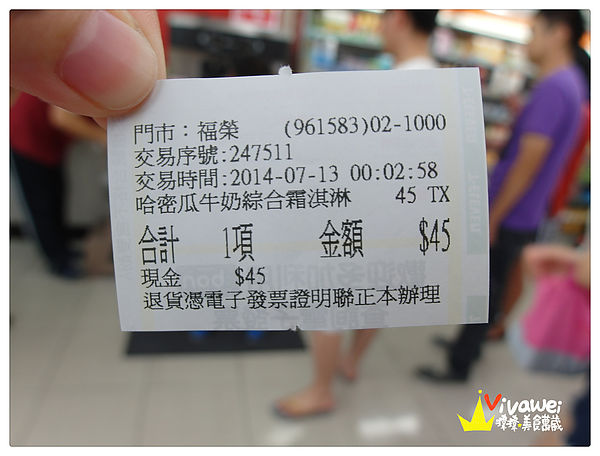 門市：福榮 (961583)02-1000
交易序號:247511
交易時間:2014-07-13 00:02:58
哈密瓜牛奶綜合霜淇淋 45 TX
合計 1項 金額 $45
現金 $45
退貨憑電子發票證明聯正本辦理
Vivawei